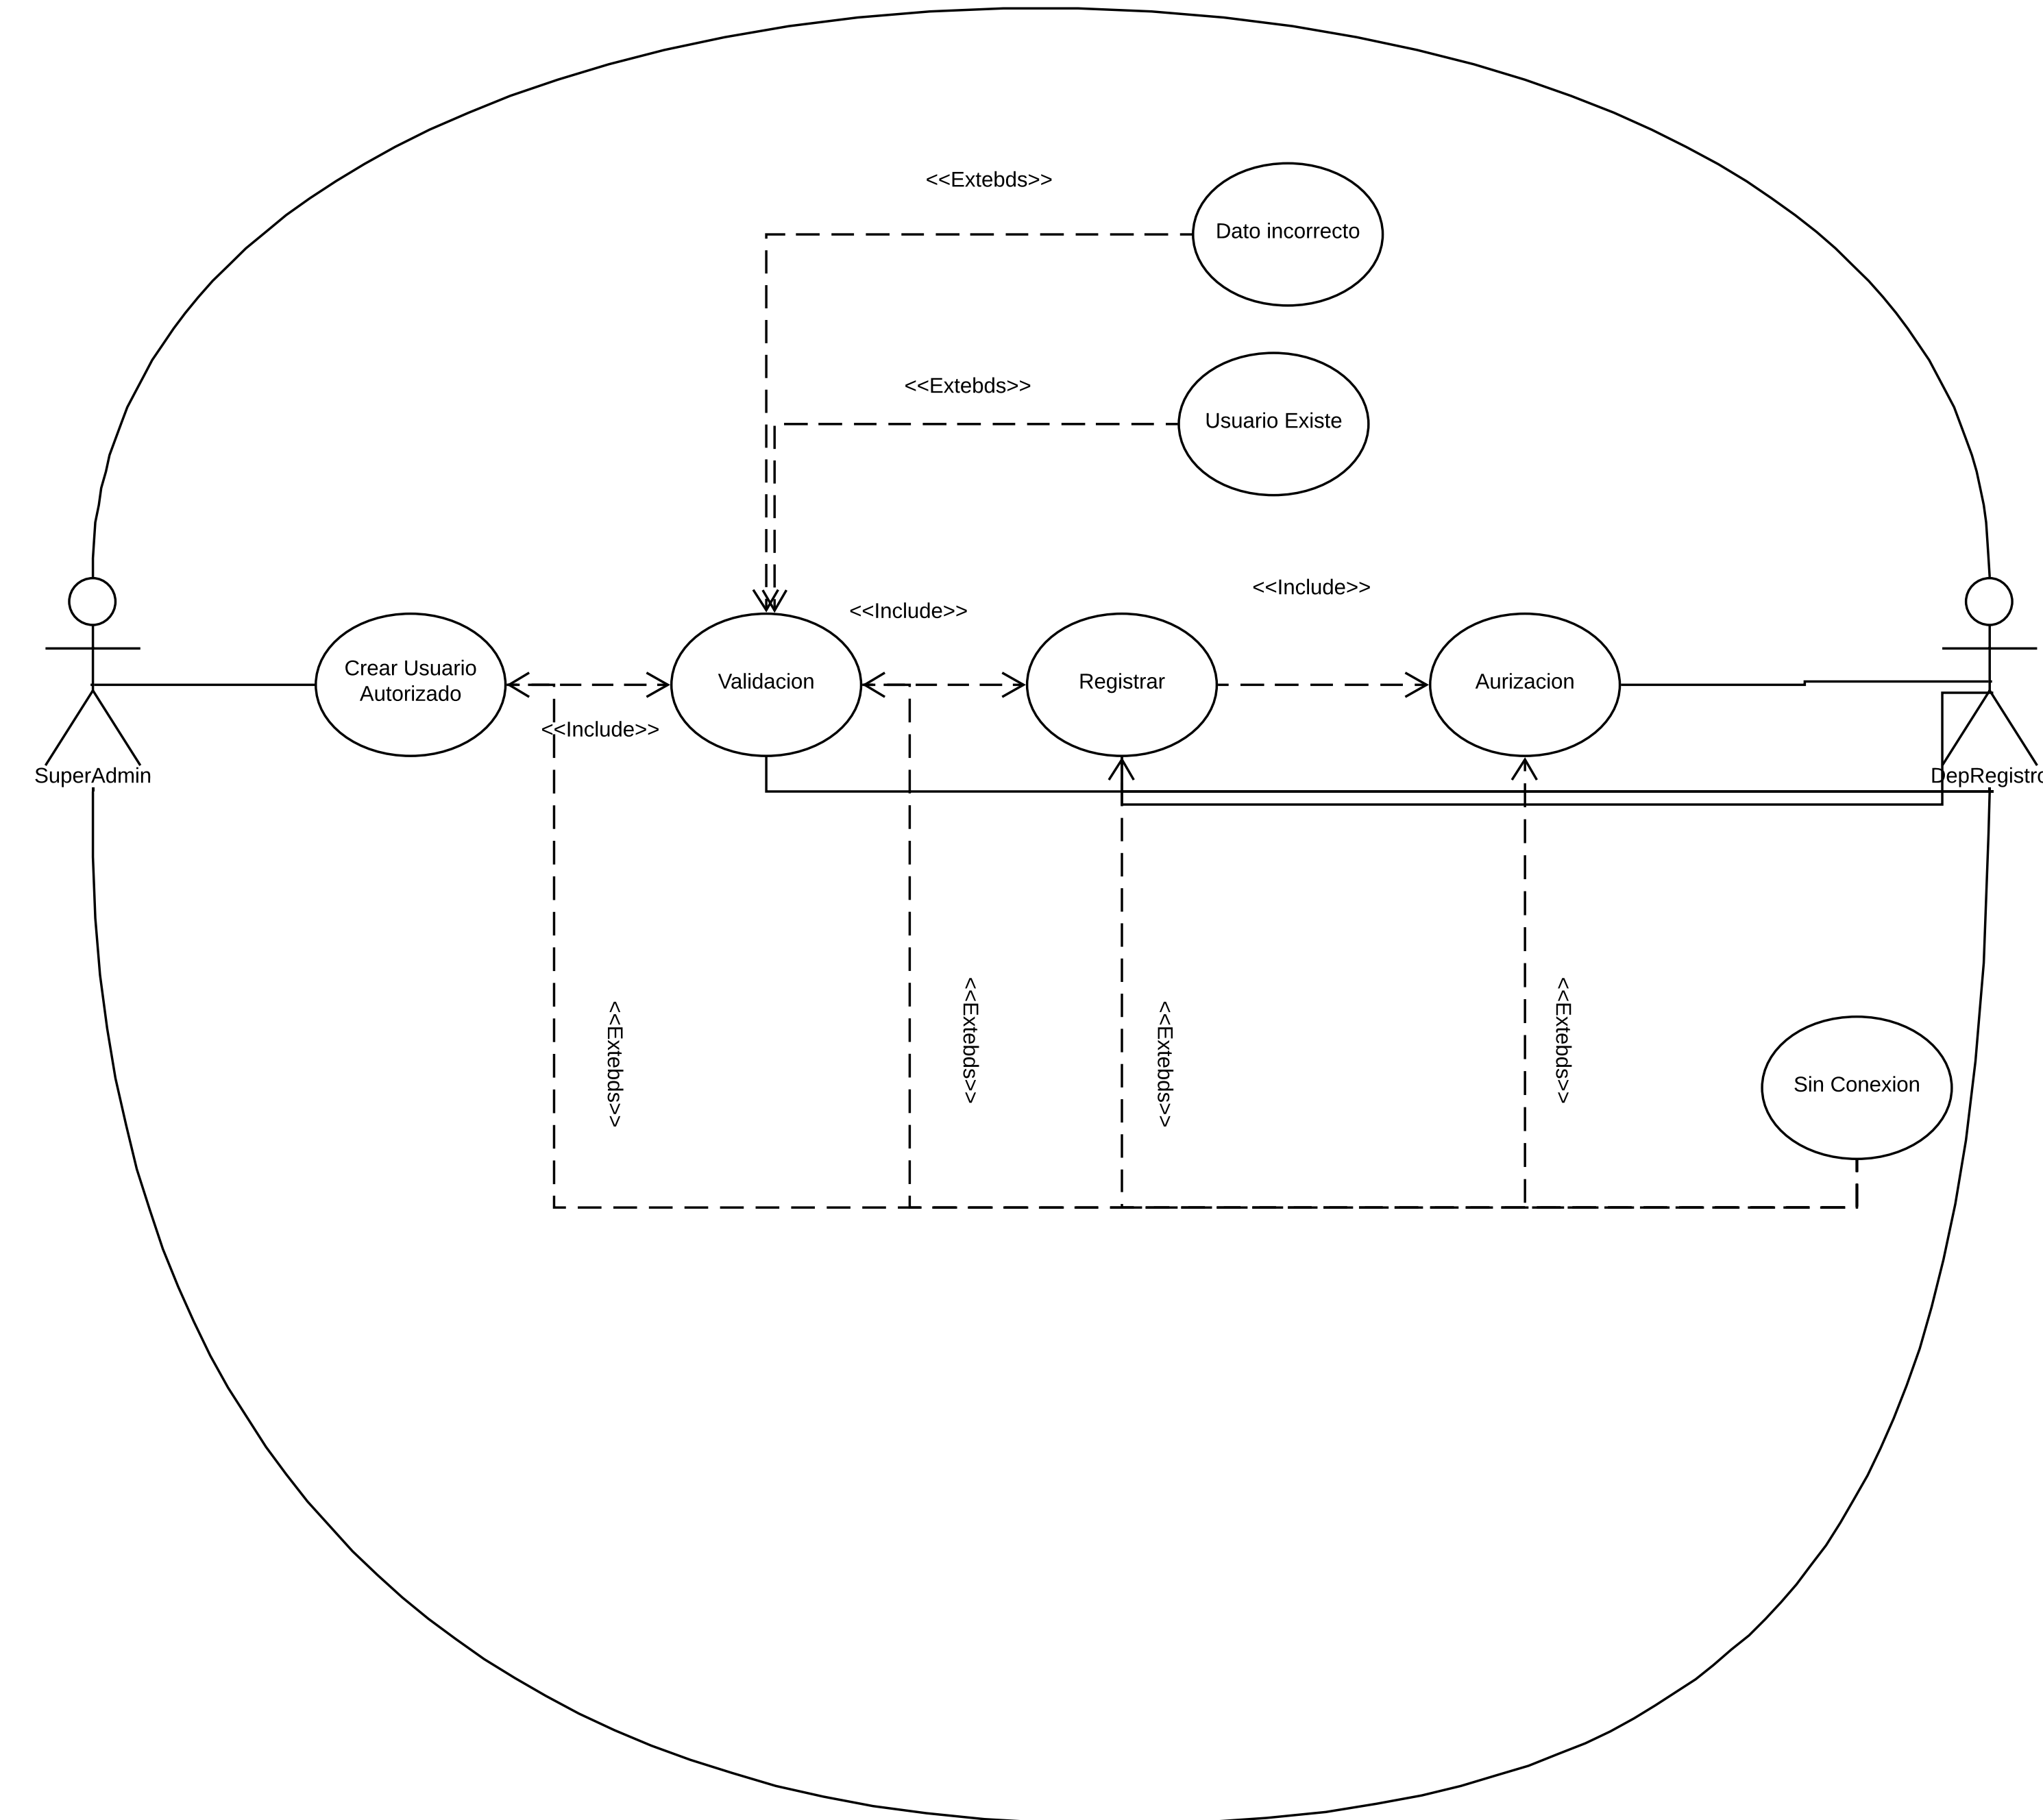 <<Extebds>>
Dato incorrecto
<<Extebds>>
Usuario Existe
<<Include>>
<<Include>>
Crear Usuario
Autorizado
Validacion
Registrar
Aurizacion
<<Include>>
SuperAdmin
DepRegistro
<<Extebds>>
<<Extebds>>
<<Extebds>>
<<Extebds>>
Sin Conexion